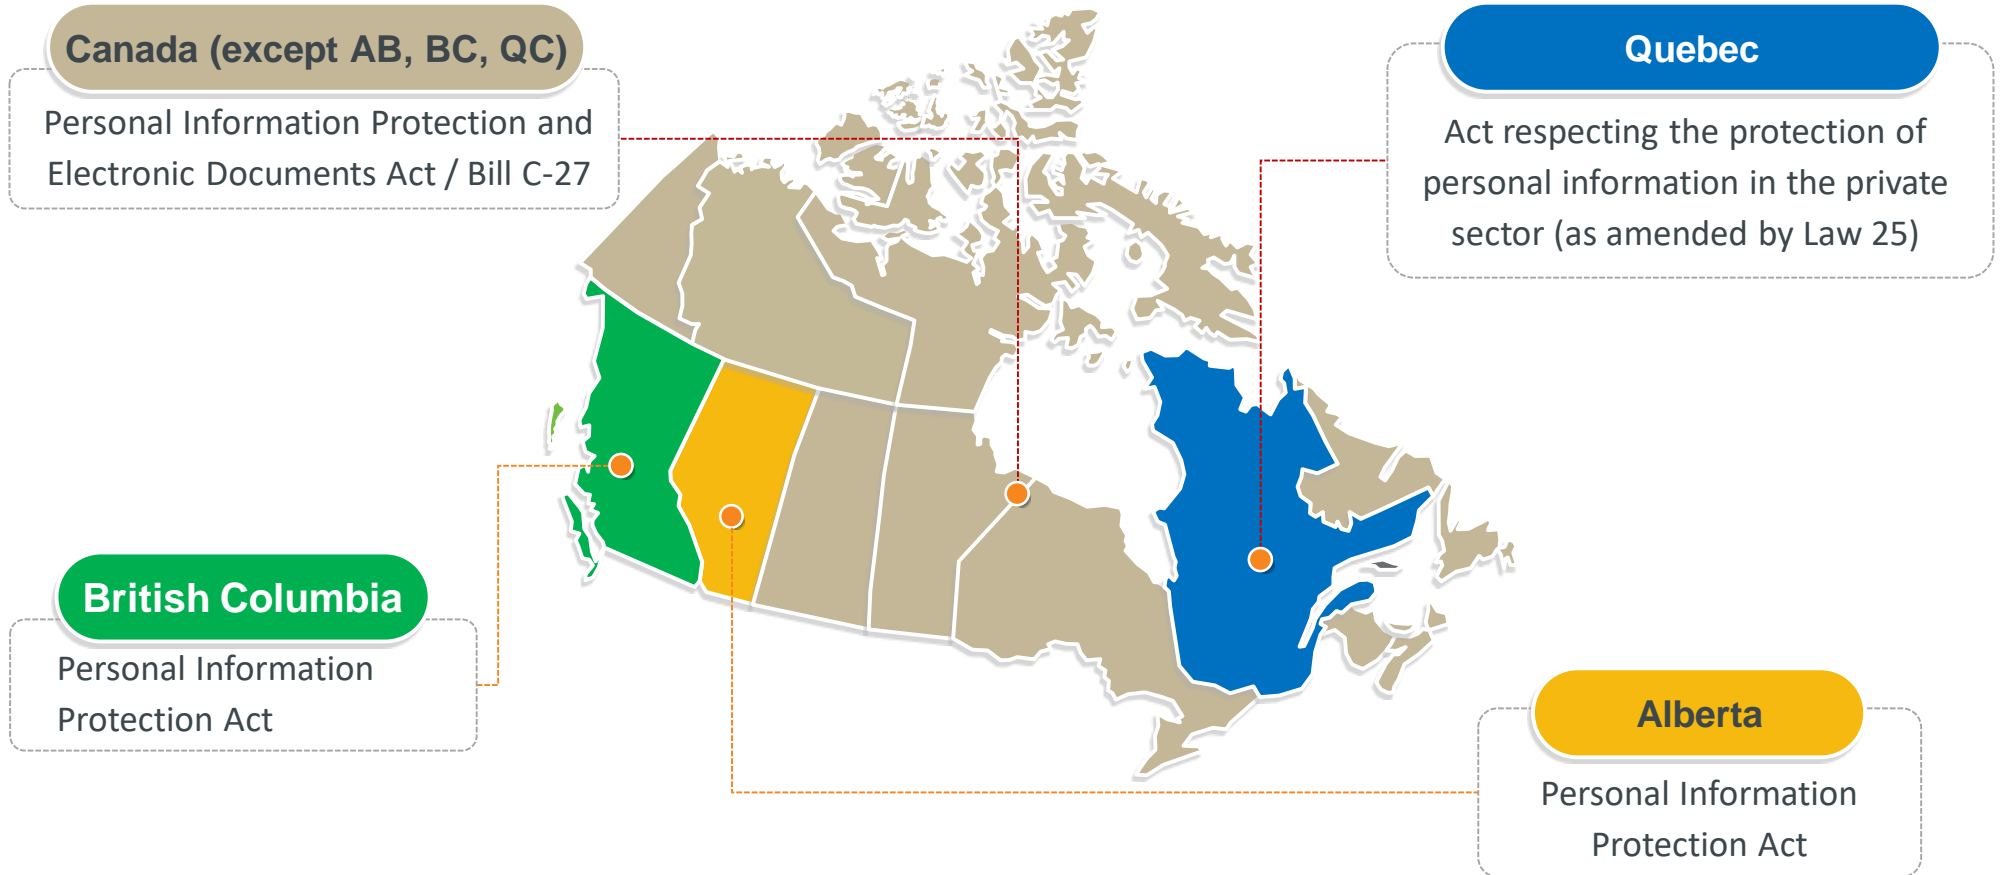 Canada (except AB, BC, QC)
Personal Information Protection and
Electronic Documents Act / Bill C-27
Quebec
Act respecting the protection of
personal information in the private
sector (as amended by Law 25)
British Columbia
Personal Information
Protection Act
Alberta
Personal Information
Protection Act